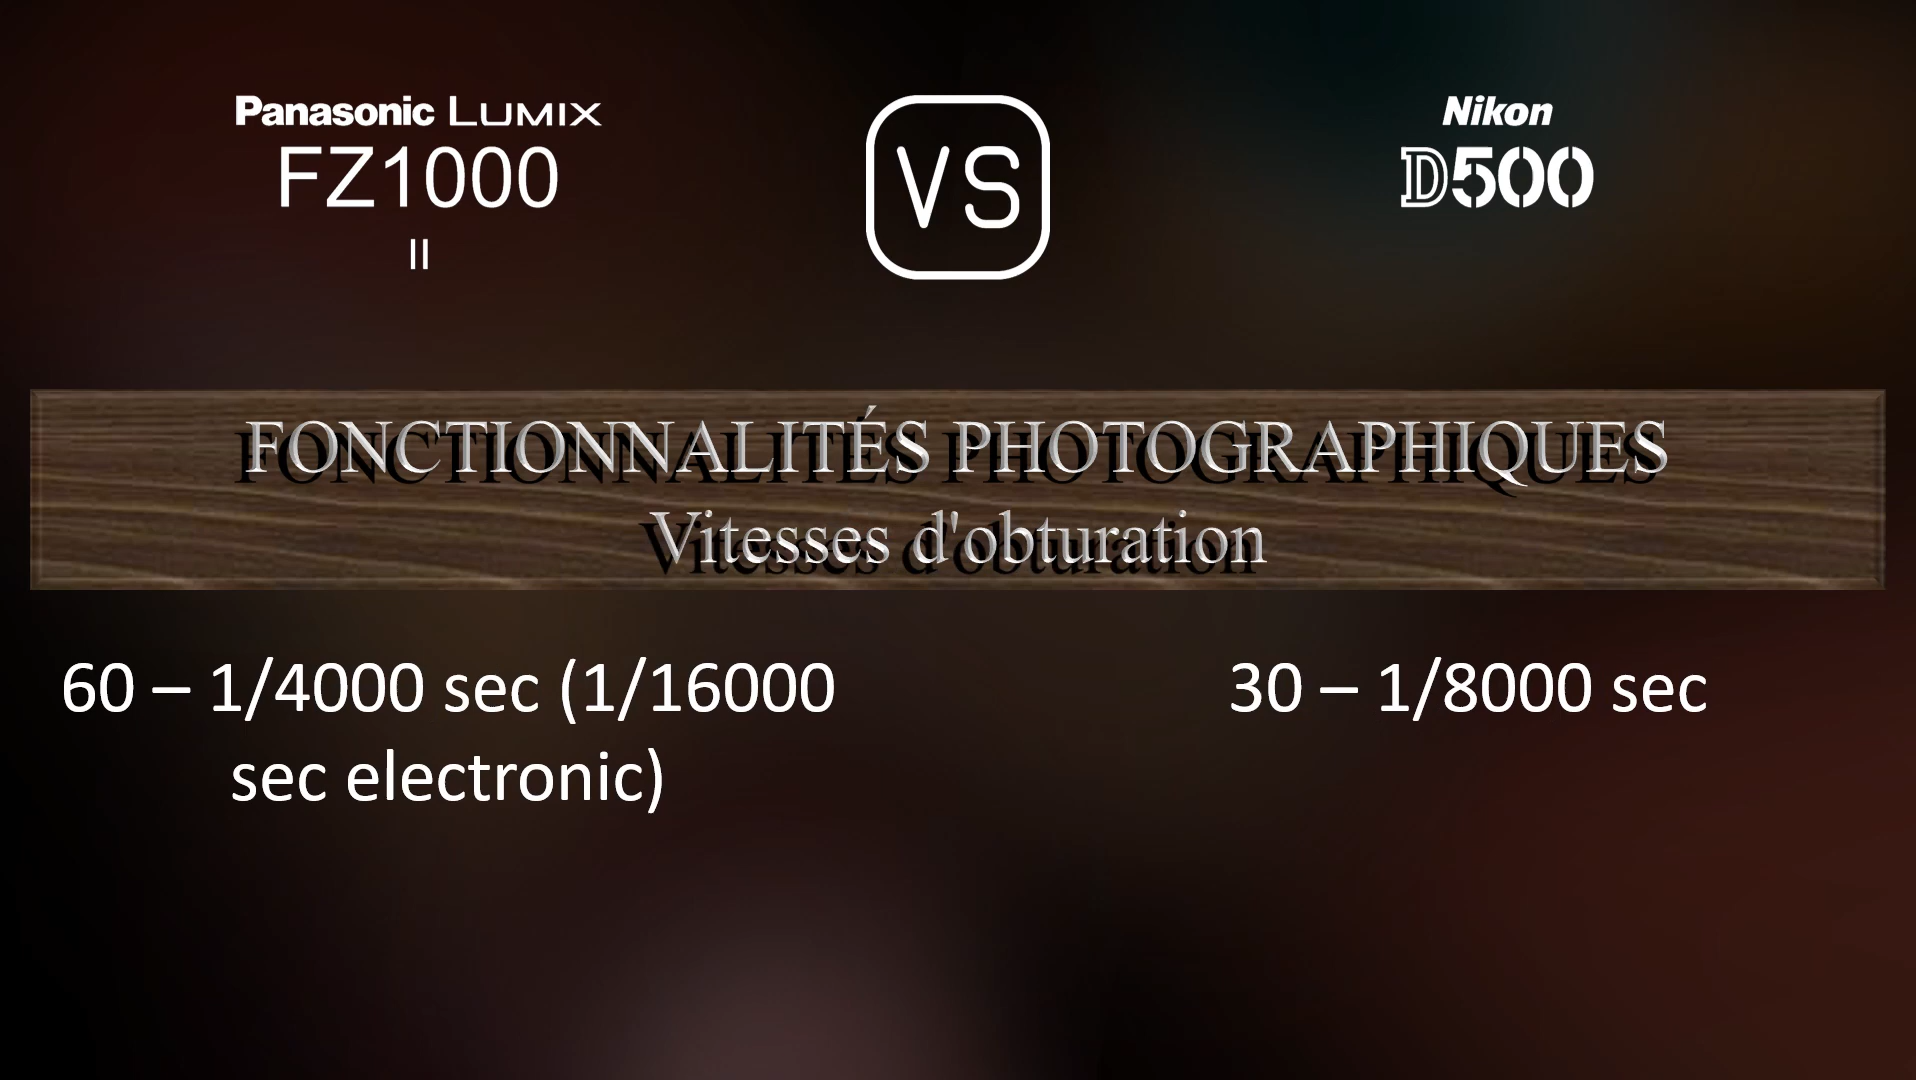 Panasonic LUMIX
FZ1000
II
VS
Nikon
D500
FONCTIONNALITÉS PHOTOGRAPHIQUES
Vitesses d'obturation
60 – 1/4000 sec (1/16000
sec electronic)
30 – 1/8000 sec